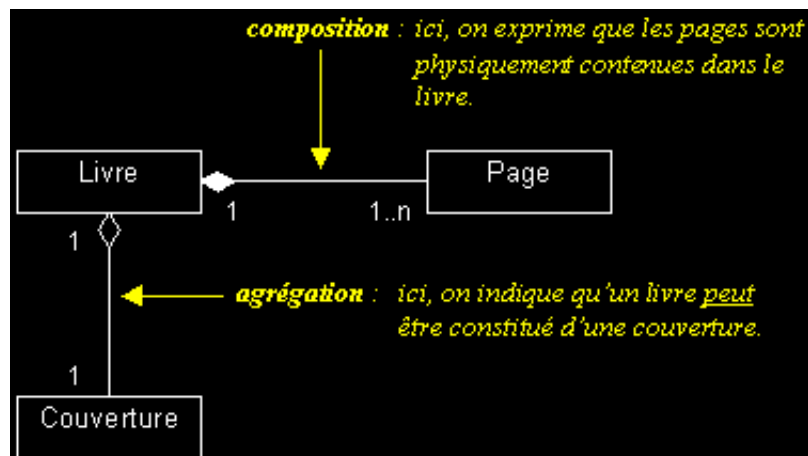 composition : ici, on exprime que les pages sont
physiquement contenues dans le
livre.
Livre
Page
1
1..n
1
agrégation : ici, on indique qu'un livre peut
être constitué d'une couverture.
1
Couverture